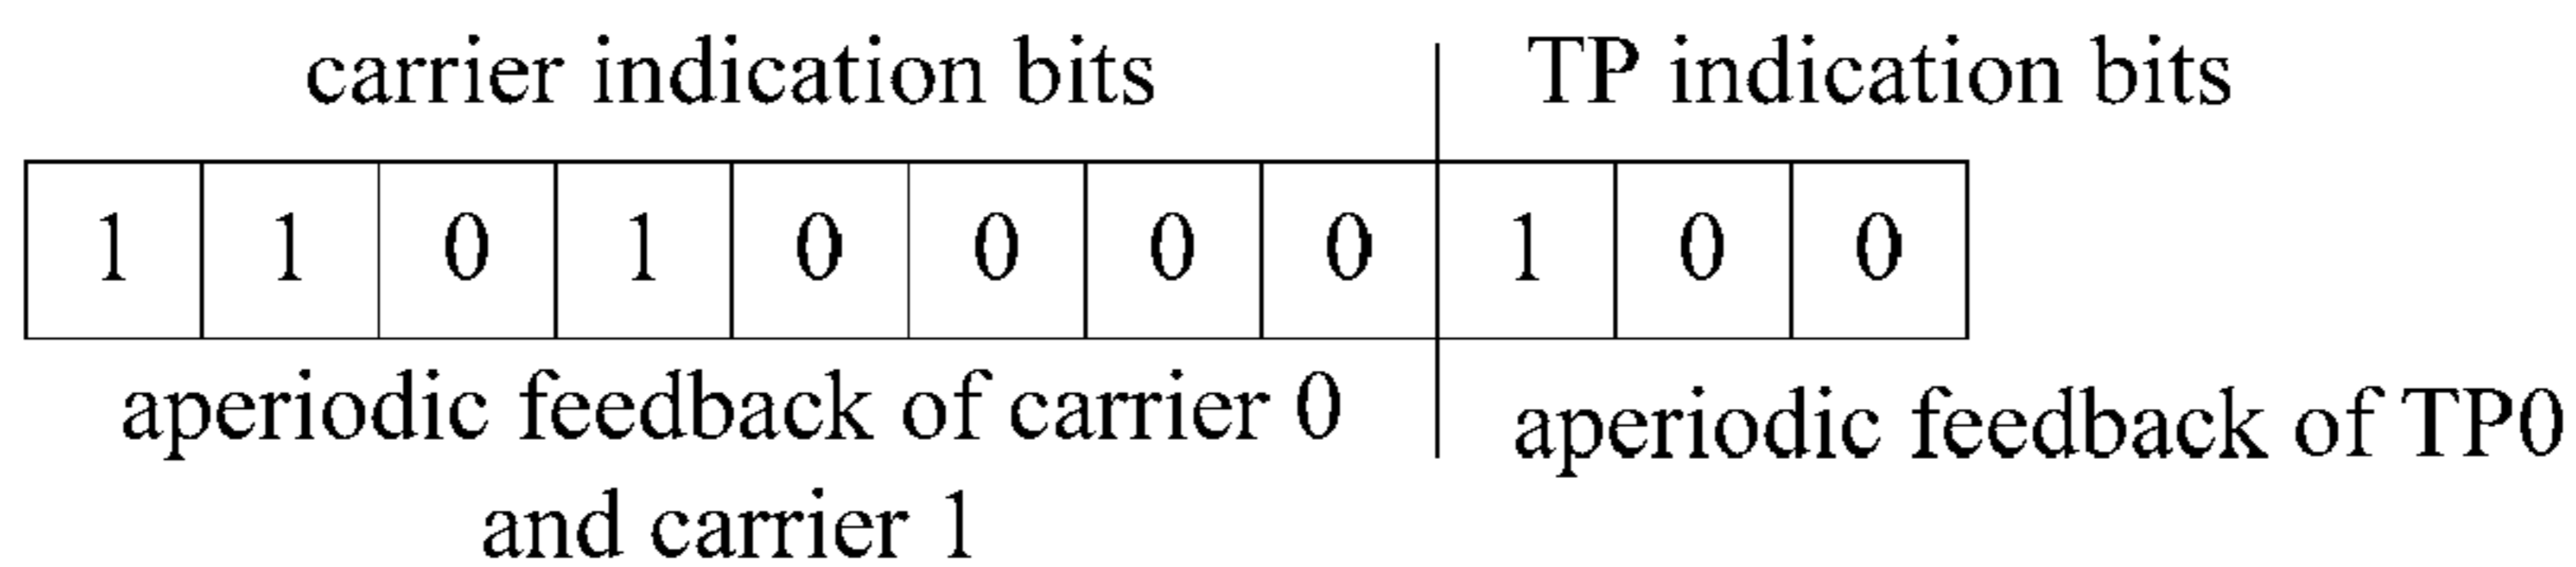 carrier indication bits TP indication bits
1 1 0 1 0 0 0 0 1 0 0
aperiodic feedback of carrier 0 aperiodic feedback of TP0
and carrier 1